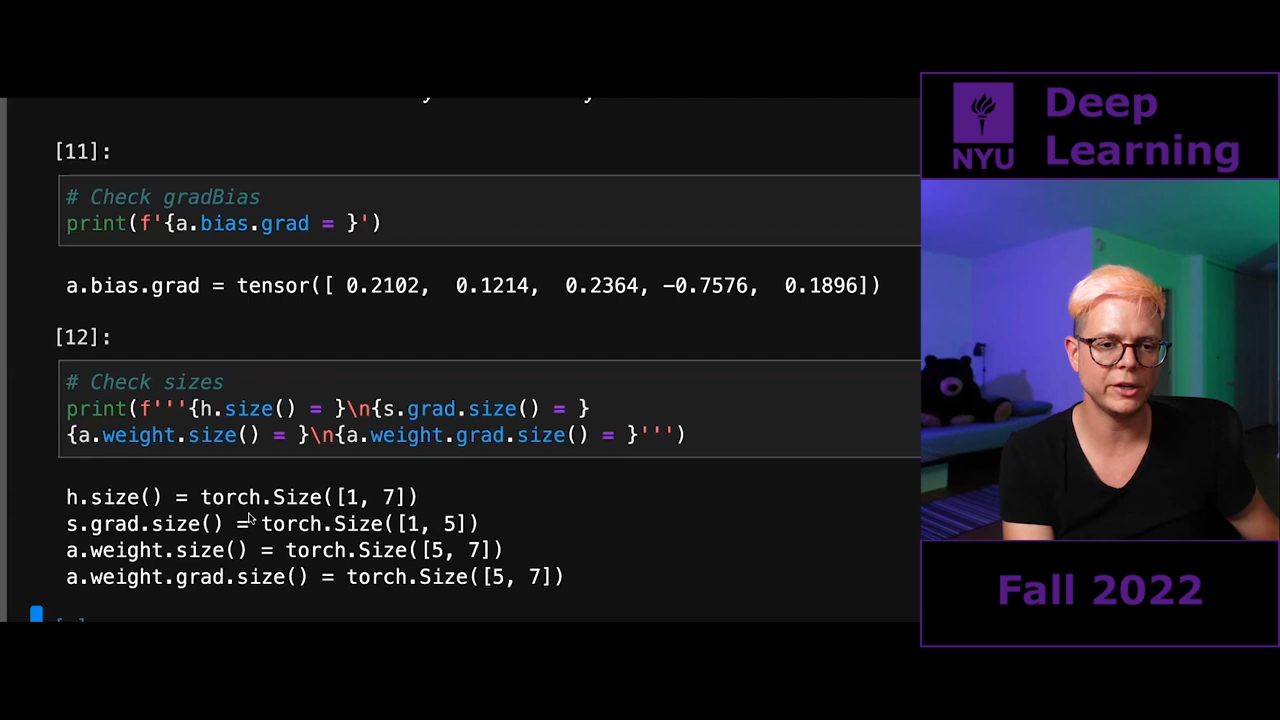 [11]:
# Check gradBias
print(f'{a.bias.grad = }')
a.bias.grad = tensor([ 0.2102,  0.1214,  0.2364, -0.7576,  0.1896])
[12]:
# Check sizes
print(f'''{h.size() = }\n{s.grad.size() = }
{a.weight.size() = }\n{a.weight.grad.size() = }''')
h.size() = torch.Size([1, 7])
s.grad.size() = torch.Size([1, 5])
a.weight.size() = torch.Size([5, 7])
a.weight.grad.size() = torch.Size([5, 7])
NYU
Deep
Learning
Fall 2022